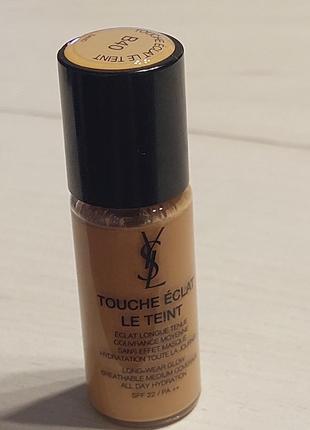 TOUCHE ÉCLAT LE TEINT
B40
YSL
TOUCHE ÉCLAT
LE TEINT
ÉCLAT LONGUE TENUE
COUVRANCE MOYENNE
SANS EFFET MASQUE
HYDRATATION TOUTE LA JOURNÉE
LONG-WEAR GLOW
BREATHABLE MEDIUM COVERAGE
ALL DAY HYDRATION
SPF 22 / PA ++